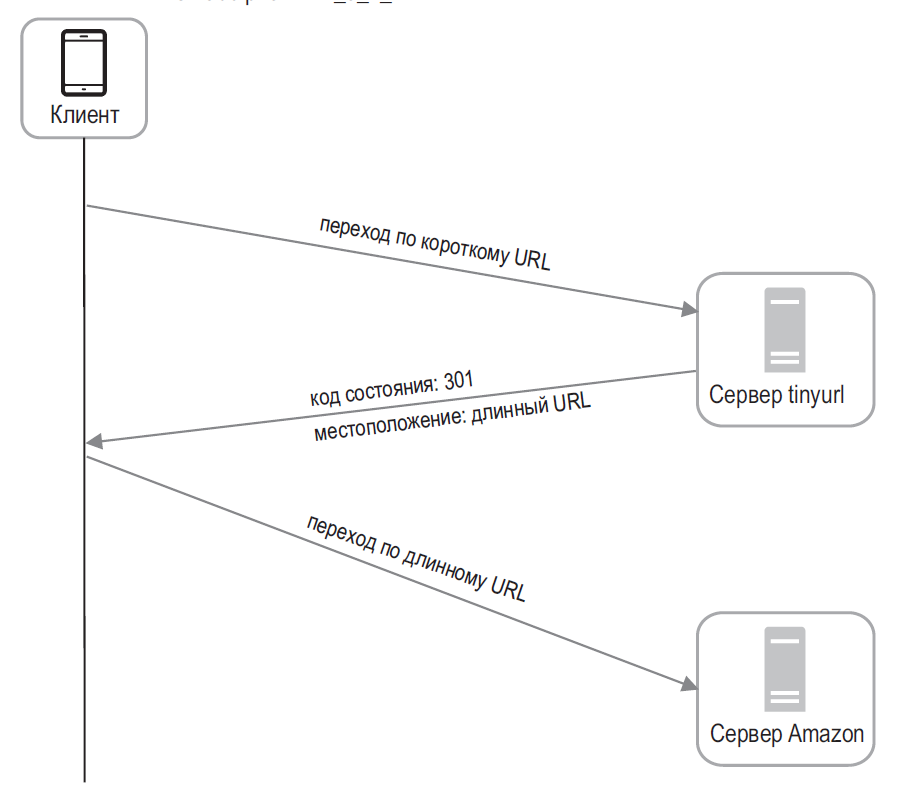 Клиент
переход по короткому URL
Сервер tinyurl
код состояния: 301
местоположение: длинный URL
переход по длинному URL
Сервер Amazon